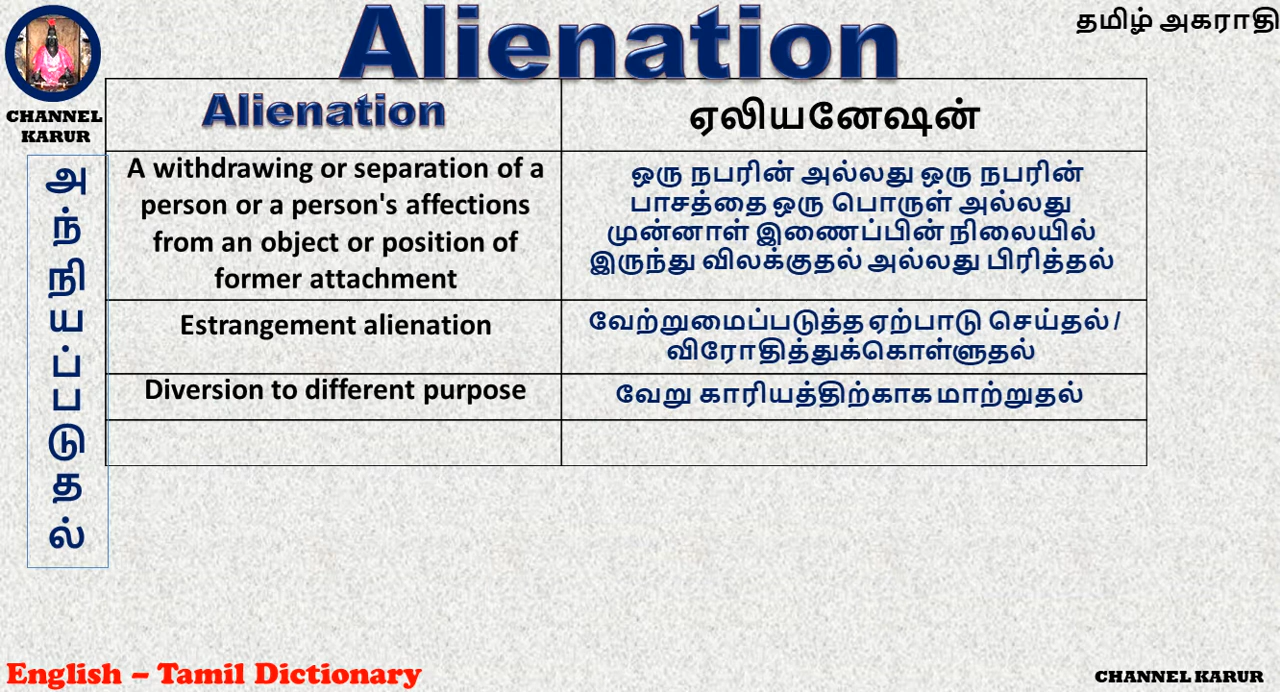 Alienation
தமிழ் அகராதி
CHANNEL
KARUR
Alienation
ஏலியனேஷன்
அ
ந்
நி
ய
ப்
ப
டு
த
ல்
A withdrawing or separation of a
person or a person's affections
from an object or position of
former attachment
ஒரு நபரின் அல்லது ஒரு நபரின்
பாசத்தை ஒரு பொருள் அல்லது
முன்னாள் இணைப்பின் நிலையில்
இருந்து விலக்குதல் அல்லது பிரித்தல்
Estrangement alienation
வேற்றுமைப்படுத்த ஏற்பாடு செய்தல் /
விரோதித்துக்கொள்ளுதல்
Diversion to different purpose
வேறு காரியத்திற்காக மாற்றுதல்
English – Tamil Dictionary
CHANNEL KARUR